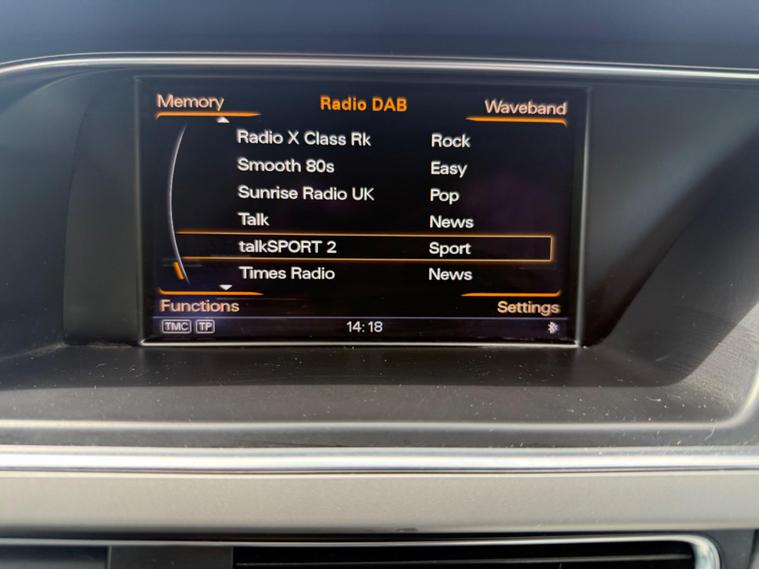 Memory Radio DAB Waveband
Radio X Class Rk Rock
Smooth 80s Easy
Sunrise Radio UK Pop
Talk News
talkSPORT 2 Sport
Times Radio News
Functions Settings
TMC TP 14:18